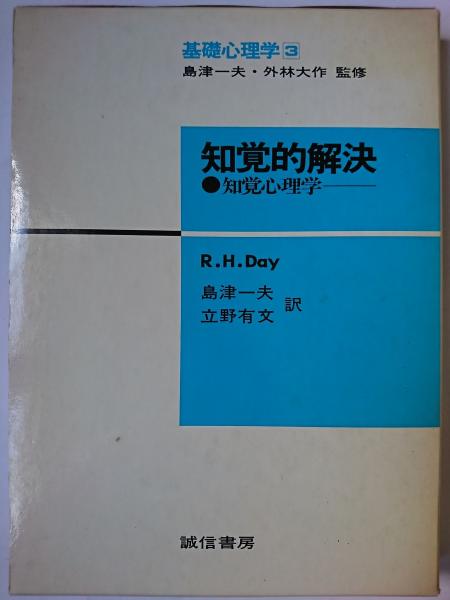 基礎心理学3
島津一夫・外林大作 監修
知覚的解決
●知覚心理学――
R.H.Day
島津一夫
立野有文
訳
誠信書房